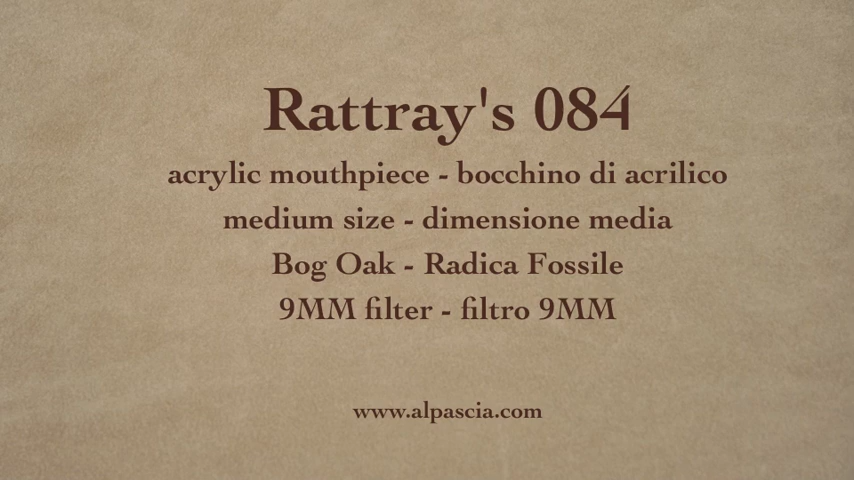 Rattray's 084
acrylic mouthpiece - bocchino di acrilico
medium size - dimensione media
Bog Oak - Radica Fossile
9MM filter - filtro 9MM
www.alpascia.com